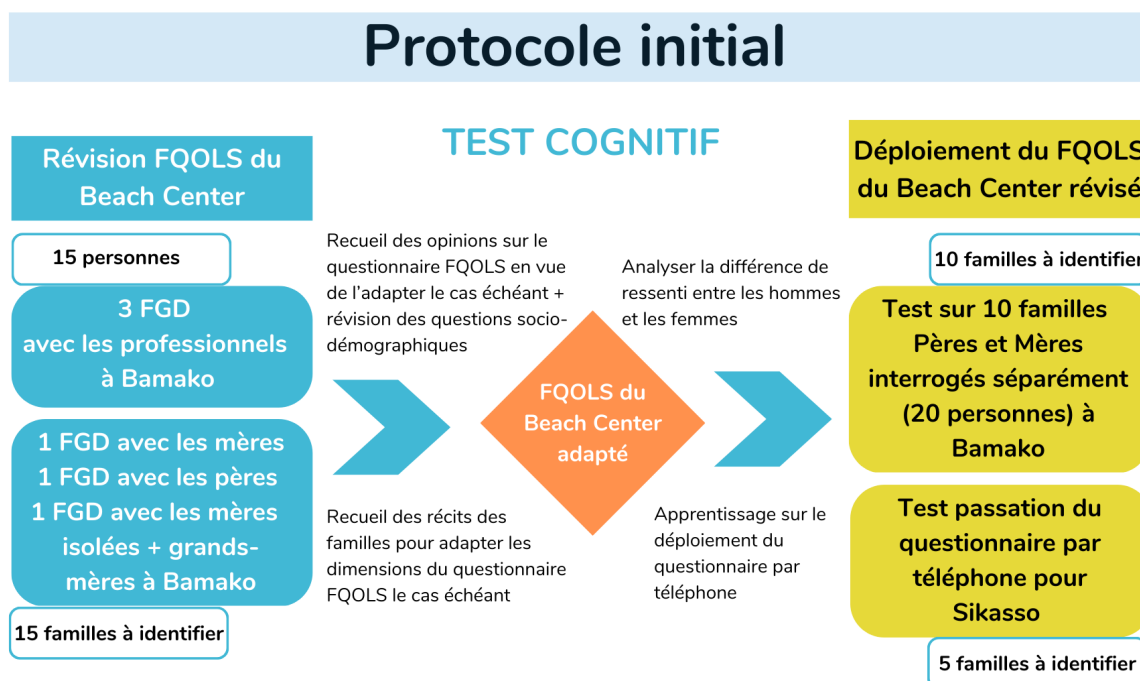 Protocole initial
Révision FQOLS du
Beach Center
15 personnes
3 FGD
avec les professionnels
à Bamako
1 FGD avec les mères
1 FGD avec les pères
1 FGD avec les mères
isolées + grands-
mères à Bamako
15 familles à identifier
TEST COGNITIF
Recueil des opinions sur le
questionnaire FQOLS en vue
de l’adapter le cas échéant +
révision des questions socio-
démographiques
Recueil des récits des
familles pour adapter les
dimensions du questionnaire
FQOLS le cas échéant
FQOLS du
Beach Center
adapté
Analyser la différence de
ressenti entre les hommes
et les femmes
Apprentissage sur le
déploiement du
questionnaire par
téléphone
Déploiement du FQOLS
du Beach Center révisé
10 familles à identifier
Test sur 10 familles
Pères et Mères
interrogés séparément
(20 personnes) à
Bamako
Test passation du
questionnaire par
téléphone pour
Sikasso
5 familles à identifier